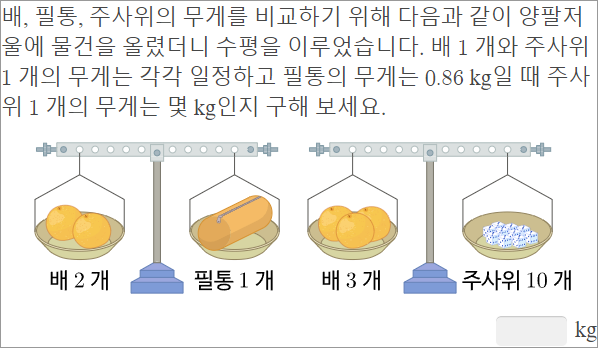 배, 필통, 주사위의 무게를 비교하기 위해 다음과 같이 양팔저
울에 물건을 올렸더니 수평을 이루었습니다. 배 1 개와 주사위
1 개의 무게는 각각 일정하고 필통의 무게는 0.86 kg일 때 주사
위 1 개의 무게는 몇 kg인지 구해 보세요.
배 2 개 필통 1 개 배 3 개 주사위 10 개
kg